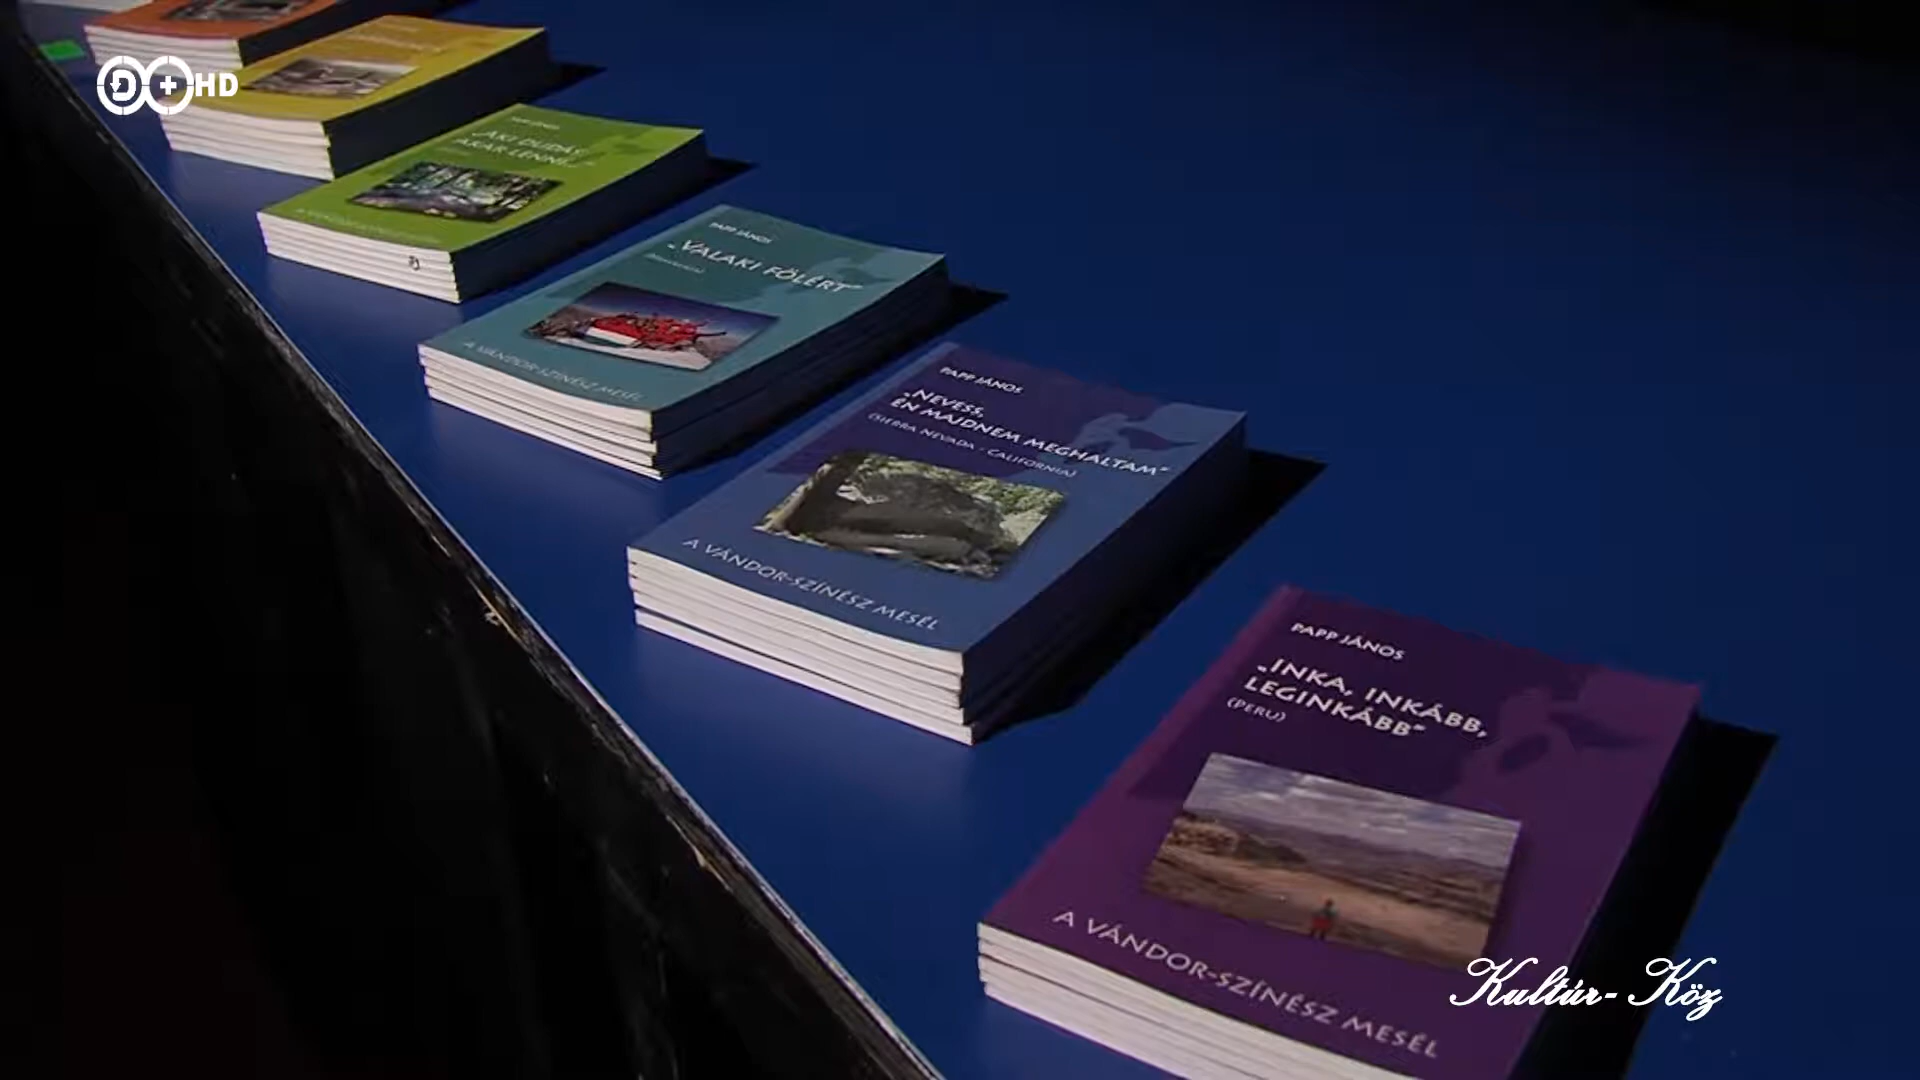 D+HD
„AKI DUDÁS
AKAR LENNI...
PAPP JÁNOS
„VALAKI FÖLÉRT"
A VÁNDOR-SZÍNÉSZ MESÉL
PAPP JÁNOS
„NEVESS,
ÉN MAJDNEM MEGHALTAM"
(SIERRA NEVADA - CALIFORNIA)
A VÁNDOR-SZÍNÉSZ MESÉL
PAPP JÁNOS
„INKA, INKÁBB,
LEGINKÁBB"
(PERU)
A VÁNDOR-SZÍNÉSZ MESÉL
Kultúr-Köz